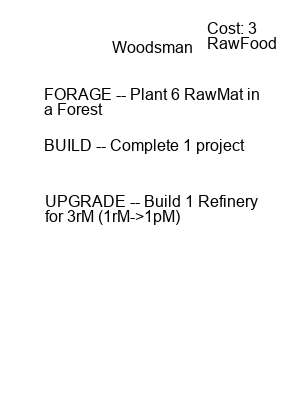 Cost: 3
Woodsman RawFood
FORAGE -- Plant 6 RawMat in
a Forest
BUILD -- Complete 1 project
UPGRADE -- Build 1 Refinery
for 3rM (1rM->1pM)